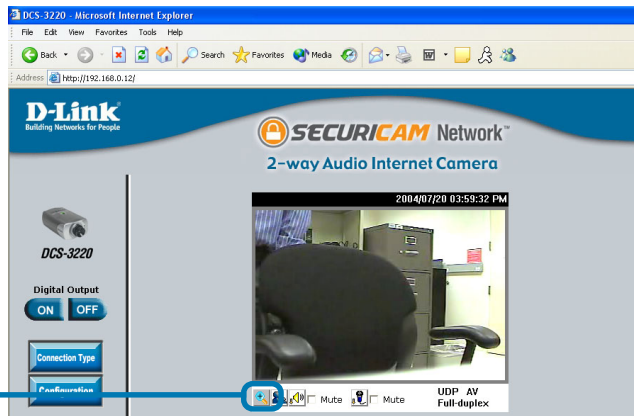 DCS-3220 - Microsoft Internet Explorer
File Edit View Favorites Tools Help
Back Search Favorites Media
Address http://192.168.0.12/
D-Link
Building Networks for People
SECURICAM Network™
2-way Audio Internet Camera
2004/07/20 03:59:32 PM
DCS-3220
Digital Output
ON OFF
Connection Type
Configuration
8 Mute 8 Mute
UDP AV
Full-duplex